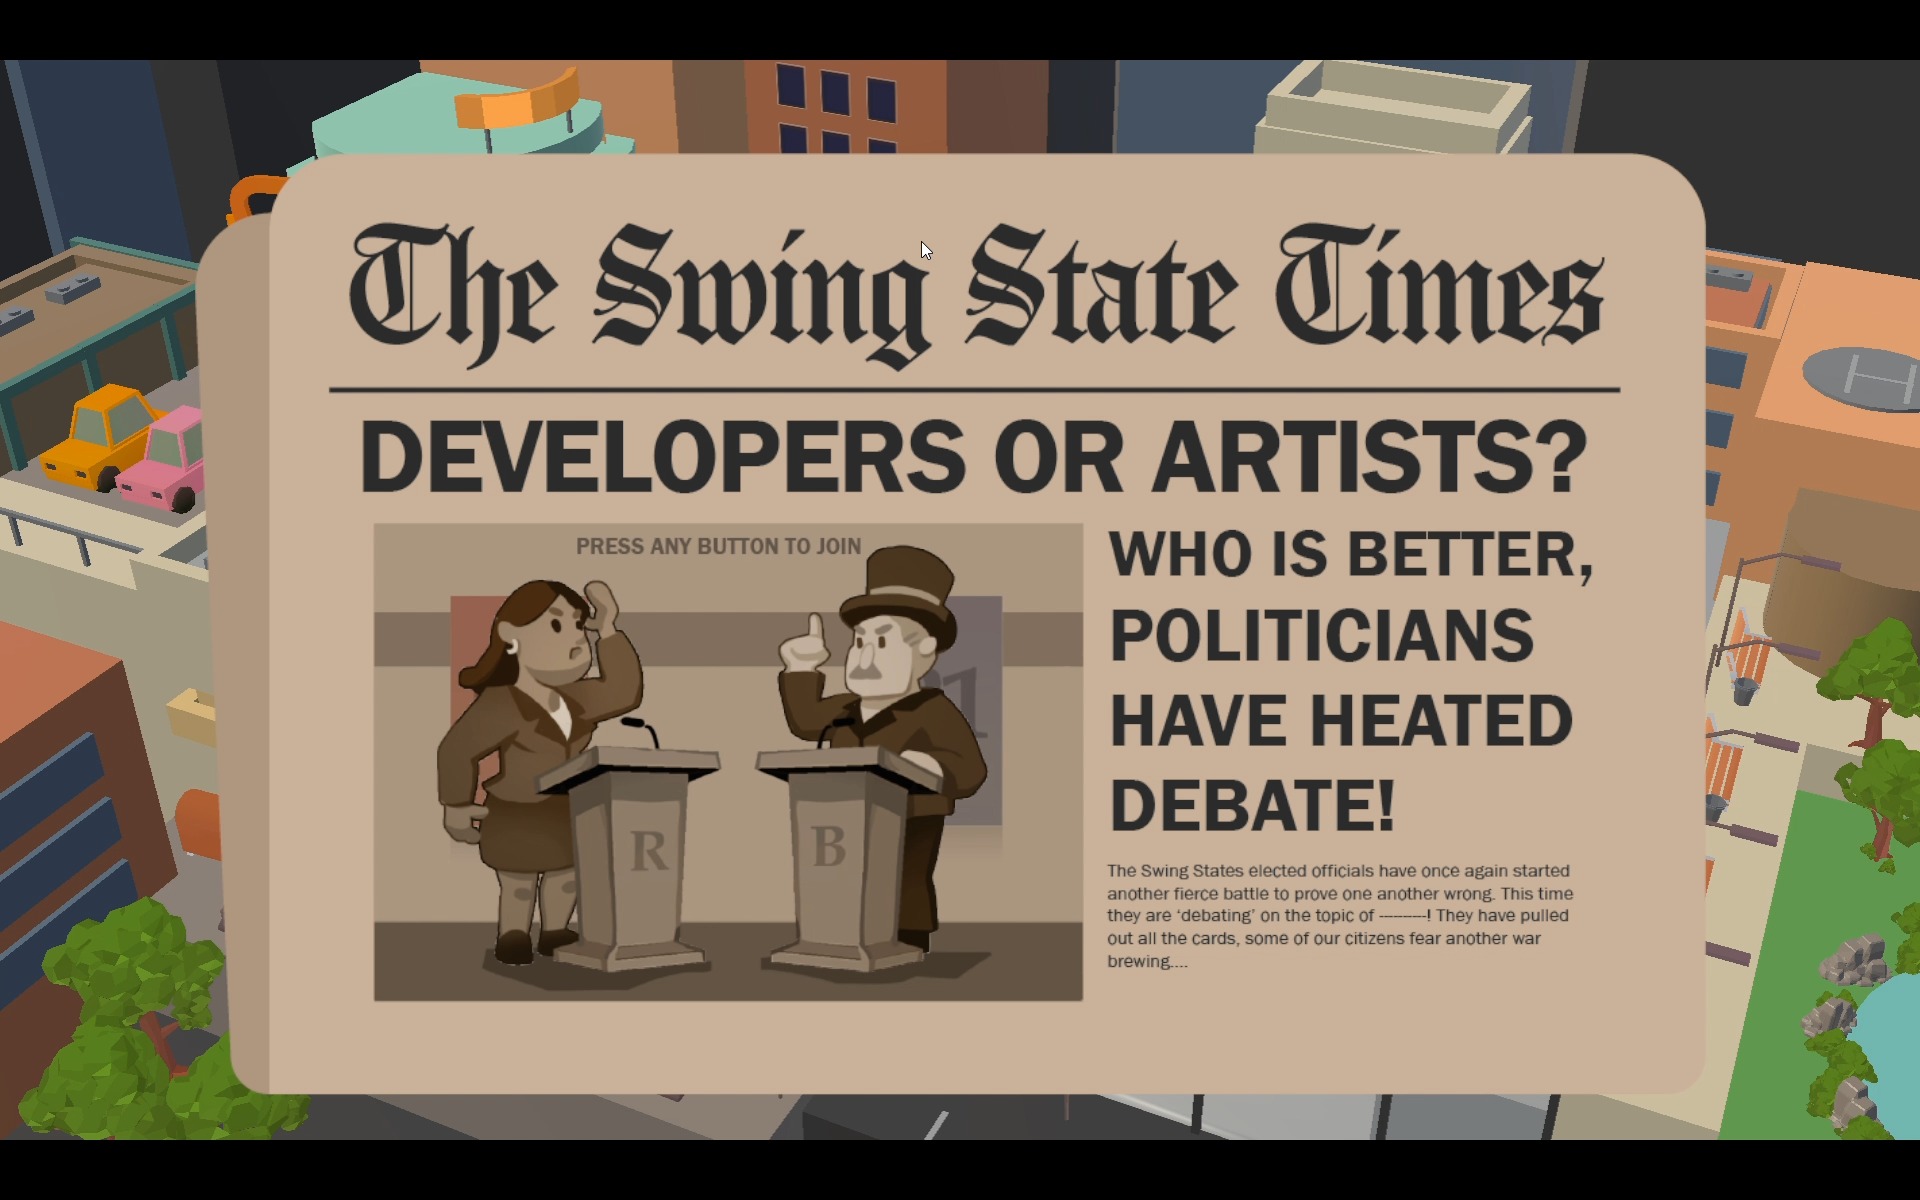 The Swing State Times
DEVELOPERS OR ARTISTS?
PRESS ANY BUTTON TO JOIN
R
B
1
WHO IS BETTER,
POLITICIANS
HAVE HEATED
DEBATE!
The Swing States elected officials have once again started
another fierce battle to prove one another wrong. This time
they are ‘debating’ on the topic of ———! They have pulled
out all the cards, some of our citizens fear another war
brewing....